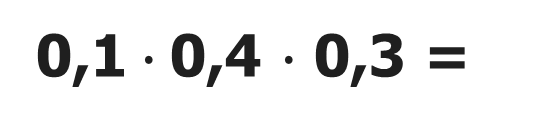 0,1 · 0,4 · 0,3 =